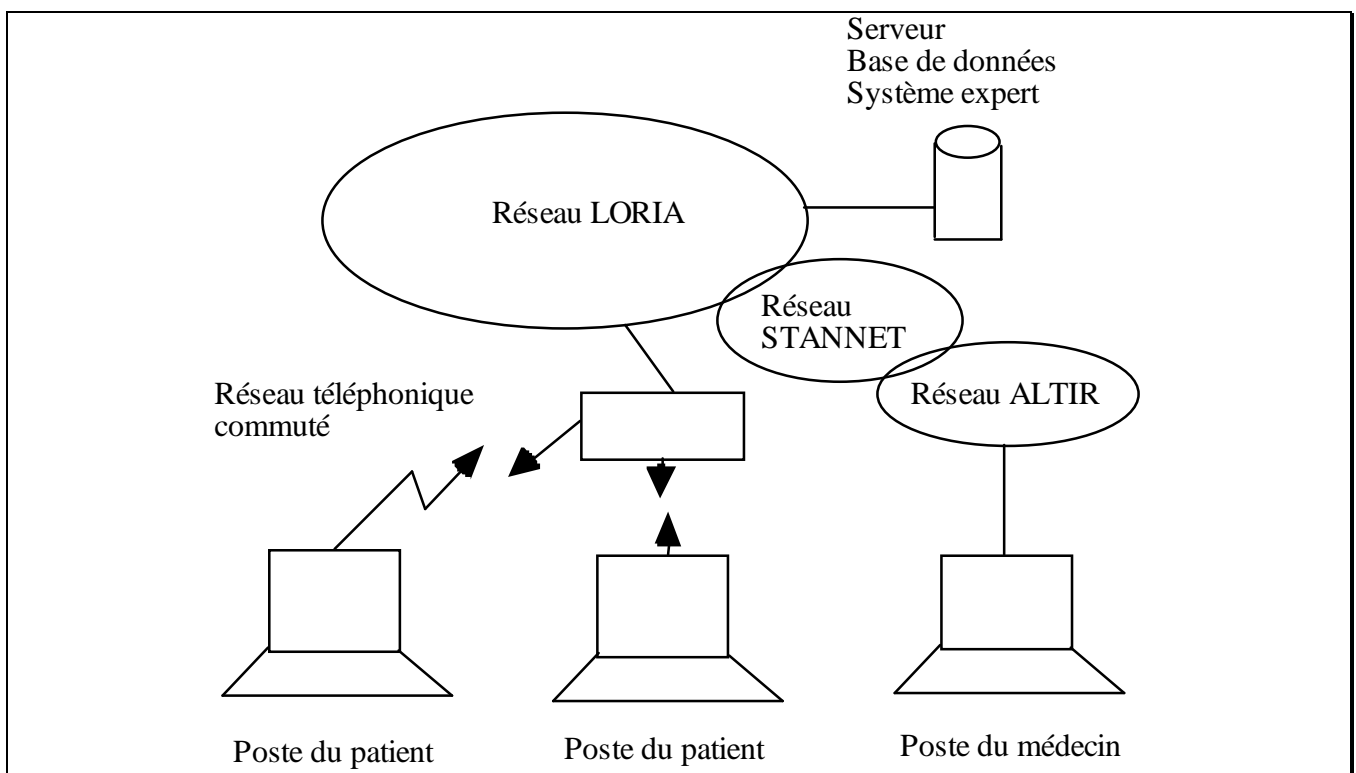 Serveur
Base de données
Système expert
Réseau LORIA
Réseau
STANNET
Réseau ALTIR
Réseau téléphonique
commuté
Poste du patient
Poste du patient
Poste du médecin